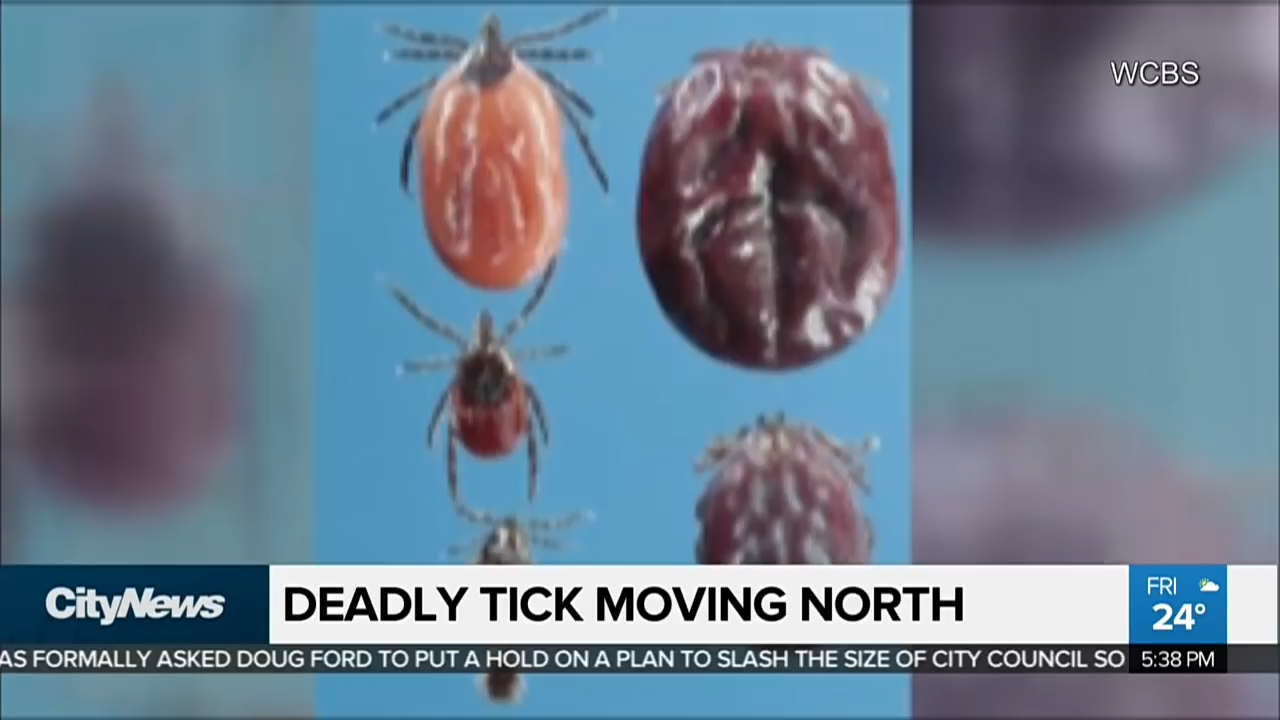 WCBS
CityNews
DEADLY TICK MOVING NORTH
FRI
24°
AS FORMALLY ASKED DOUG FORD TO PUT A HOLD ON A PLAN TO SLASH THE SIZE OF CITY COUNCIL SO
5:38 PM